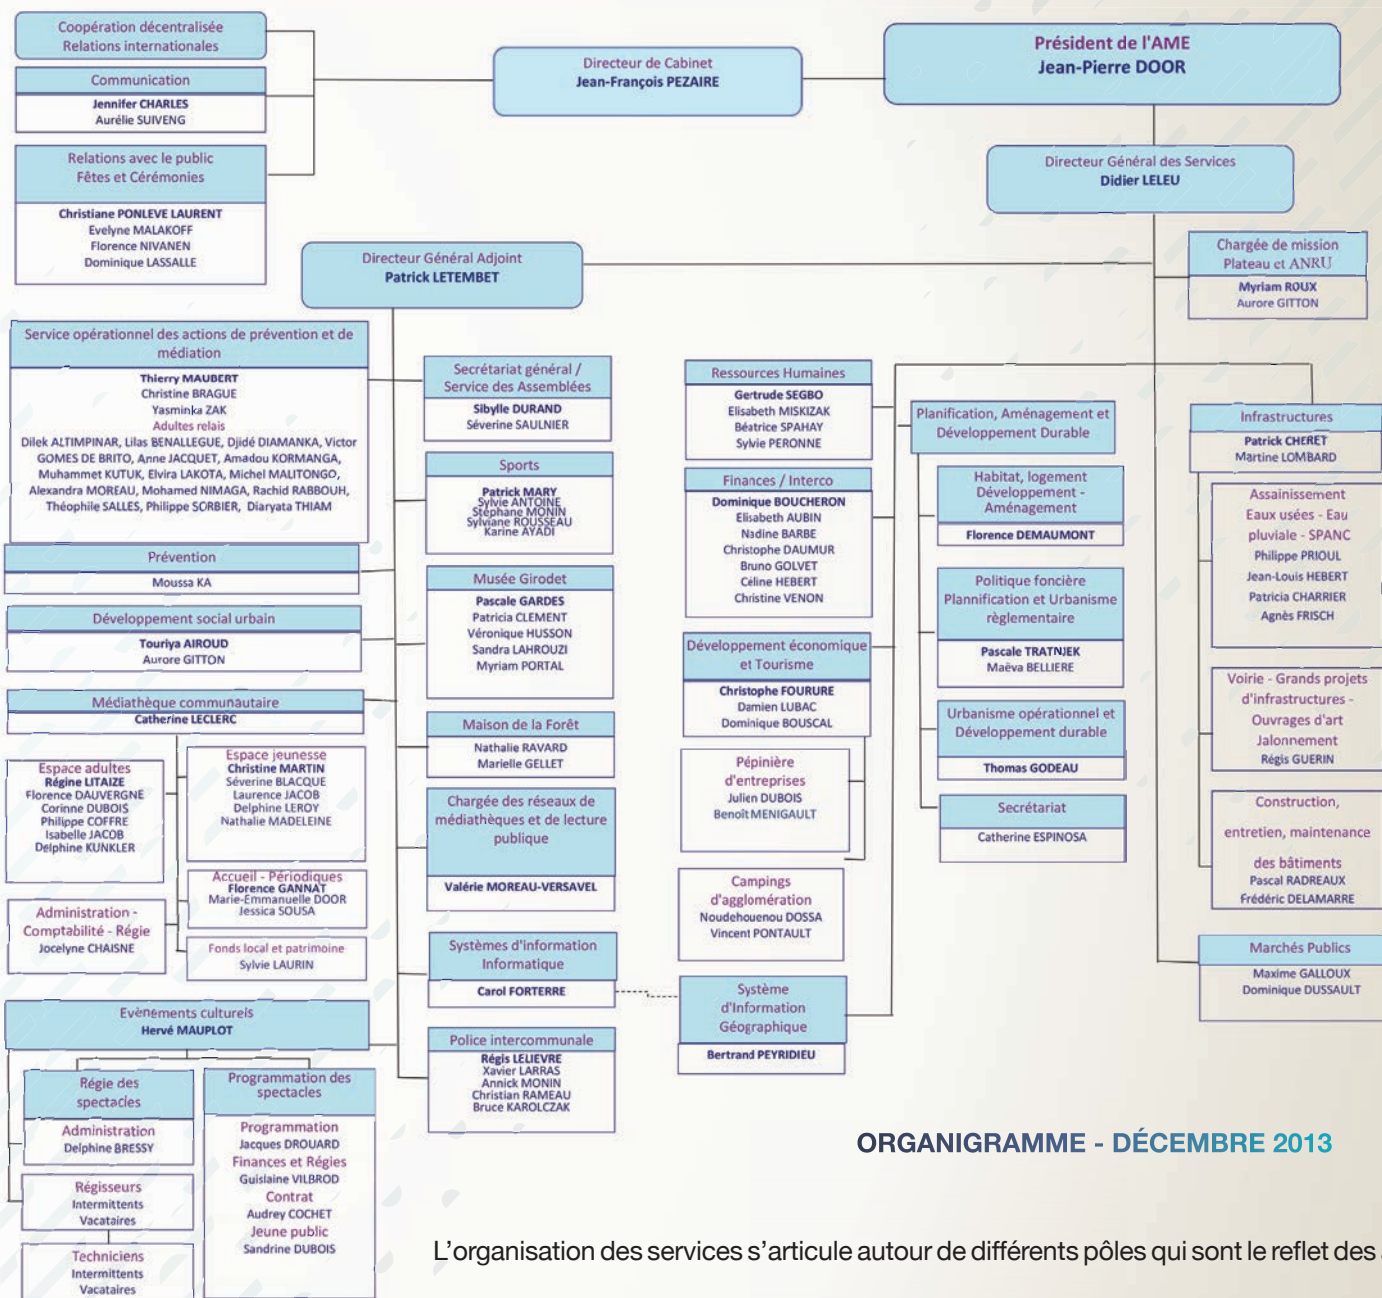 Coopération décentralisée
Relations internationales
Communication
Jennifer CHARLES
Aurélie SUIVENG
Relations avec le public
Fêtes et Cérémonies
Christiane PONLEVE LAURENT
Evelyne MALAKOFF
Florence NIVANEN
Dominique LASSALLE
Directeur de Cabinet
Jean-François PEZAIRE
Président de l'AME
Jean-Pierre DOOR
Directeur Général des Services
Didier LELEU
Directeur Général Adjoint
Patrick LETEMBET
Chargée de mission
Plateau et ANRU
Myriam ROUX
Aurore GITTON
Service opérationnel des actions de prévention et de
médiation
Thierry MAUBERT
Christine BRAGUE
Yasminka ZAK
Adultes relais
Dilek ALTIMPINAR, Lilas BENALLEGUE, Djidé DIAMANKA, Victor
GOMES DE BRITO, Anne JACQUET, Amadou KORMANGA,
Muhammet KUTUK, Elvira LAKOTA, Michel MALITONGO,
Alexandra MOREAU, Mohamed NIMAGA, Rachid RABBOUH,
Théophile SALLES, Philippe SORBIER, Diaryata THIAM
Prévention
Moussa KA
Développement social urbain
Touriya AIROUD
Aurore GITTON
Médiathèque communautaire
Catherine LECLERC
Espace adultes
Régine LITAIZE
Florence DAUVERGNE
Corinne DUBOIS
Philippe COFFRE
Isabelle JACOB
Delphine KUNKLER
Espace jeunesse
Christine MARTIN
Séverine BLACQUE
Laurence JACOB
Delphine LEROY
Nathalie MADELEINE
Accueil - Périodiques
Florence GANNAT
Marie-Emmanuelle DOOR
Jessica SOUSA
Administration -
Comptabilité - Régie
Jocelyne CHAISNE
Fonds local et patrimoine
Sylvie LAURIN
Evènements culturels
Hervé MAUPLOT
Régie des
spectacles
Administration
Delphine BRESSY
Régisseurs
Intermittents
Vacataires
Techniciens
Intermittents
Vacataires
Programmation des
spectacles
Programmation
Jacques DROUARD
Finances et Régies
Guislaine VILBROD
Contrat
Audrey COCHET
Jeune public
Sandrine DUBOIS
Secrétariat général /
Service des Assemblées
Sibylle DURAND
Séverine SAULNIER
Sports
Patrick MARY
Sylvie ANTOINE
Stéphane MONIN
Sylviane ROUSSEAU
Karine AYADI
Musée Girodet
Pascale GARDES
Patricia CLEMENT
Véronique HUSSON
Sandra LAHROUZI
Myriam PORTAL
Maison de la Forêt
Nathalie RAVARD
Marielle GELLET
Chargée des réseaux de
médiathèques et de lecture
publique
Valérie MOREAU-VERSAVEL
Systèmes d'information
Informatique
Carol FORTERRE
Police intercommunale
Régis LELIEVRE
Xavier LARRAS
Annick MONIN
Christian RAMEAU
Bruce KAROLCZAK
Ressources Humaines
Gertrude SEGBO
Elisabeth MISKIZAK
Béatrice SPAHAY
Sylvie PERONNE
Finances / Interco
Dominique BOUCHERON
Elisabeth AUBIN
Nadine BARBE
Christophe DAUMUR
Bruno GOLVET
Céline HEBERT
Christine VENON
Développement économique
et Tourisme
Christophe FOURURE
Damien LUBAC
Dominique BOUSCAL
Pépinière
d'entreprises
Julien DUBOIS
Benoît MENIGAULT
Campings
d'agglomération
Noudehouenou DOSSA
Vincent PONTAULT
Système
d'Information
Géographique
Bertrand PEYRIDIEU
Planification, Aménagement et
Développement Durable
Habitat, logement
Développement -
Aménagement
Florence DEMAUMONT
Politique foncière
Plannification et Urbanisme
règlementaire
Pascale TRATNJEK
Maëva BELLIERE
Urbanisme opérationnel et
Développement durable
Thomas GODEAU
Secrétariat
Catherine ESPINOSA
Infrastructures
Patrick CHERET
Martine LOMBARD
Assainissement
Eaux usées - Eau
pluviale - SPANC
Philippe PRIOUL
Jean-Louis HEBERT
Patricia CHARRIER
Agnès FRISCH
Voirie - Grands projets
d'infrastructures -
Ouvrages d'art
Jalonnement
Régis GUERIN
Construction,
entretien, maintenance
des bâtiments
Pascal RADREAUX
Frédéric DELAMARRE
Marchés Publics
Maxime GALLOUX
Dominique DUSSAULT
ORGANIGRAMME - DÉCEMBRE 2013
L'organisation des services s'articule autour de différents pôles qui sont le reflet des